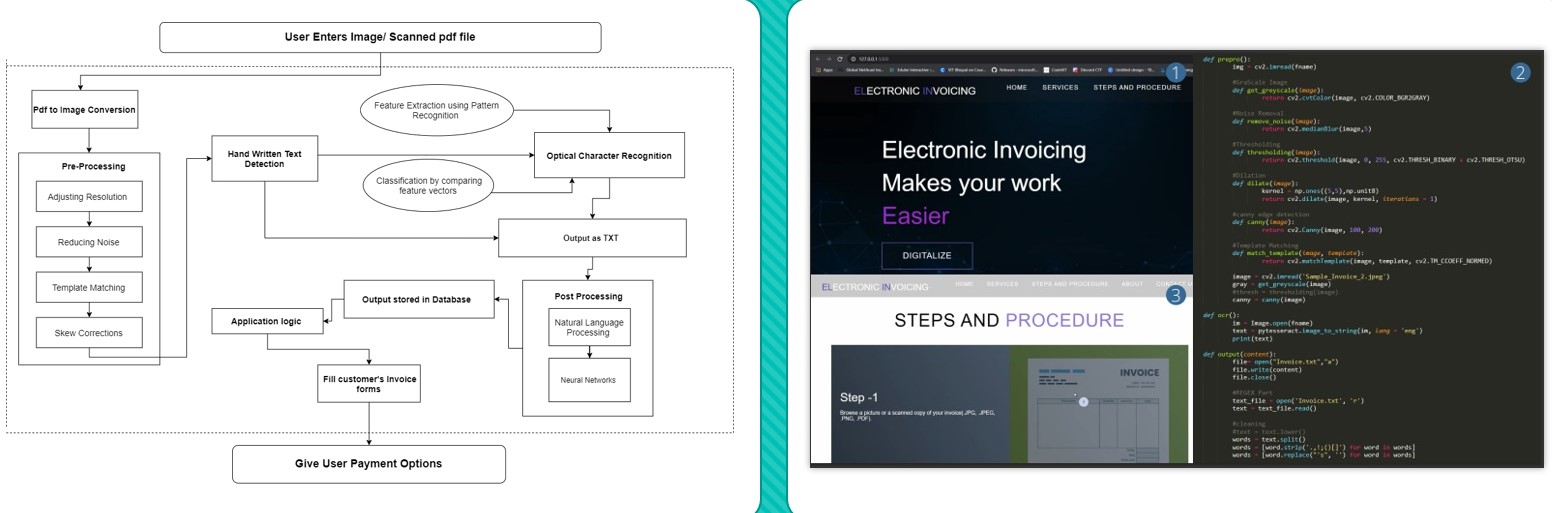 User Enters Image/ Scanned pdf file
Pdf to Image Conversion
Pre-Processing
Adjusting Resolution
Reducing Noise
Template Matching
Skew Corrections
Hand Written Text
Detection
Feature Extraction using Pattern
Recognition
Classification by comparing
feature vectors
Optical Character Recognition
Output as TXT
Post Processing
Natural Language
Processing
Neural Networks
Output stored in Database
Application logic
Fill customer's Invoice
forms
Give User Payment Options
1
127.0.0.1
Apps
ELECTRONIC INVOICING
HOME SERVICES STEPS AND PROCEDURE
Electronic Invoicing
Makes your work
Easier
DIGITALIZE
3
ELECTRONIC INVOICING
HOME SERVICES STEPS AND PROCEDURE ABOUT
STEPS AND PROCEDURE
Step -1
Browse a picture or a scanned copy of your invoice(.JPG, .JPEG,
.PNG, .PDF).
INVOICE
2
def prepro():
img = cv2.imread(fname)
#GraScale Image
def get_greyscale(image):
return cv2.cvtColor(image, cv2.COLOR_BGR2GRAY)
#Noise Removal
def remove_noise(image):
return cv2.medianBlur(image,5)
#Thresholding
def thresholding(image):
return cv2.threshold(image, 0, 255, cv2.THRESH_BINARY + cv2.THRESH_OTSU)
#Dilation
def dilate(image):
kernel = np.ones((5,5),np.unit8)
return cv2.dilate(image, kernel, iterations = 1)
#canny edge detection
def canny(image):
return cv2.Canny(image, 100, 200)
#Template Matching
def match_template(image, template):
return cv2.matchTemplate(image, template, cv2.TM_CCOEFF_NORMED)
image = cv2.imread('Sample_Invoice_2.jpeg')
gray = get_greyscale(image)
#thresh = thresholding(image)
canny = canny(image)
def ocr():
im = Image.open(fname)
text = pytesseract.image_to_string(im, lang = 'eng')
print(text)
def output(content):
file= open("Invoice.txt","a")
file.write(content)
file.close()
#REGEX Part
text_file = open('Invoice.txt', 'r')
text = text_file.read()
#cleaning
#text = text.lower()
words = text.split()
words = [word.strip('.,!;()[]') for word in words]
words = [word.replace("'s", '') for word in words]